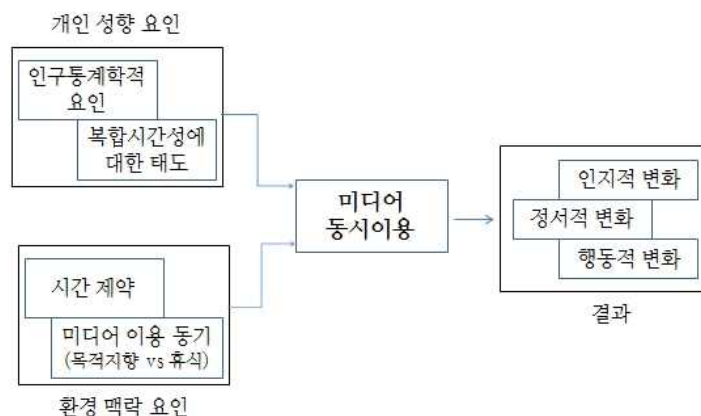 개인 성향 요인
인구통계학적
요인
복합시간성에
대한 태도
시간 제약
미디어 이용 동기
(목적지향 vs 휴식)
환경 맥락 요인
미디어
동시이용
인지적 변화
정서적 변화
행동적 변화
결과